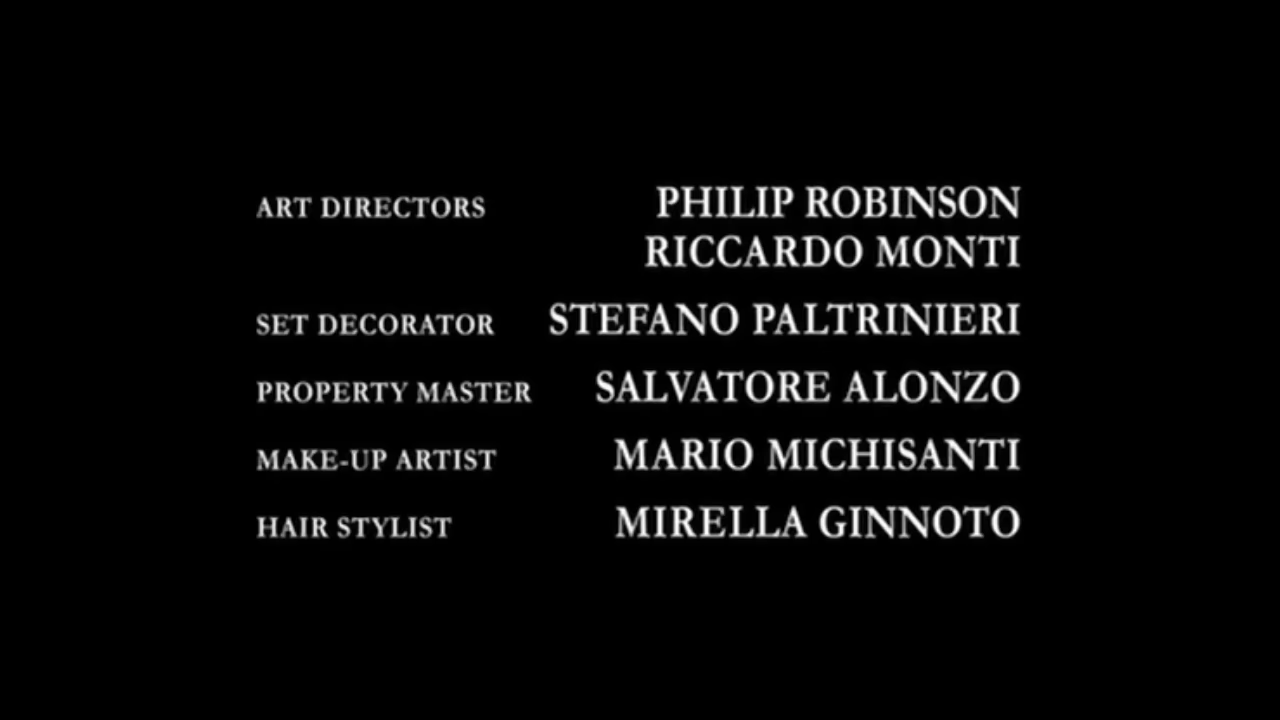 ART DIRECTORS PHILIP ROBINSON
RICCARDO MONTI
SET DECORATOR STEFANO PALTRINIERI
PROPERTY MASTER SALVATORE ALONZO
MAKE-UP ARTIST MARIO MICHISANTI
HAIR STYLIST MIRELLA GINNOTO